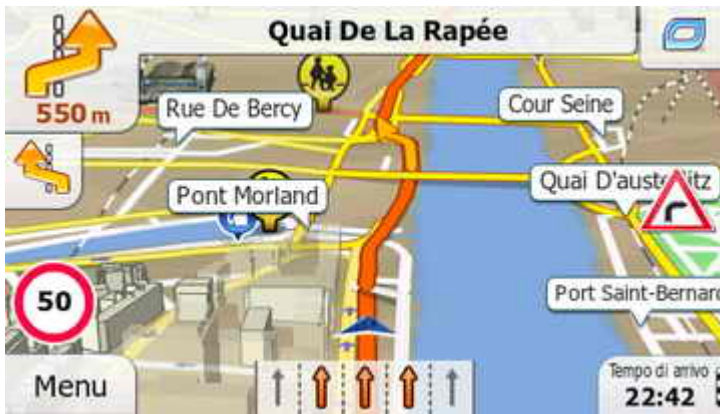 Quai De La Rapée
550 m
Rue De Bercy
Cour Seine
Pont Morland
Quai D'austerlitz
50
Port Saint-Bernard
Menu
Tempo di arrivo
22:42